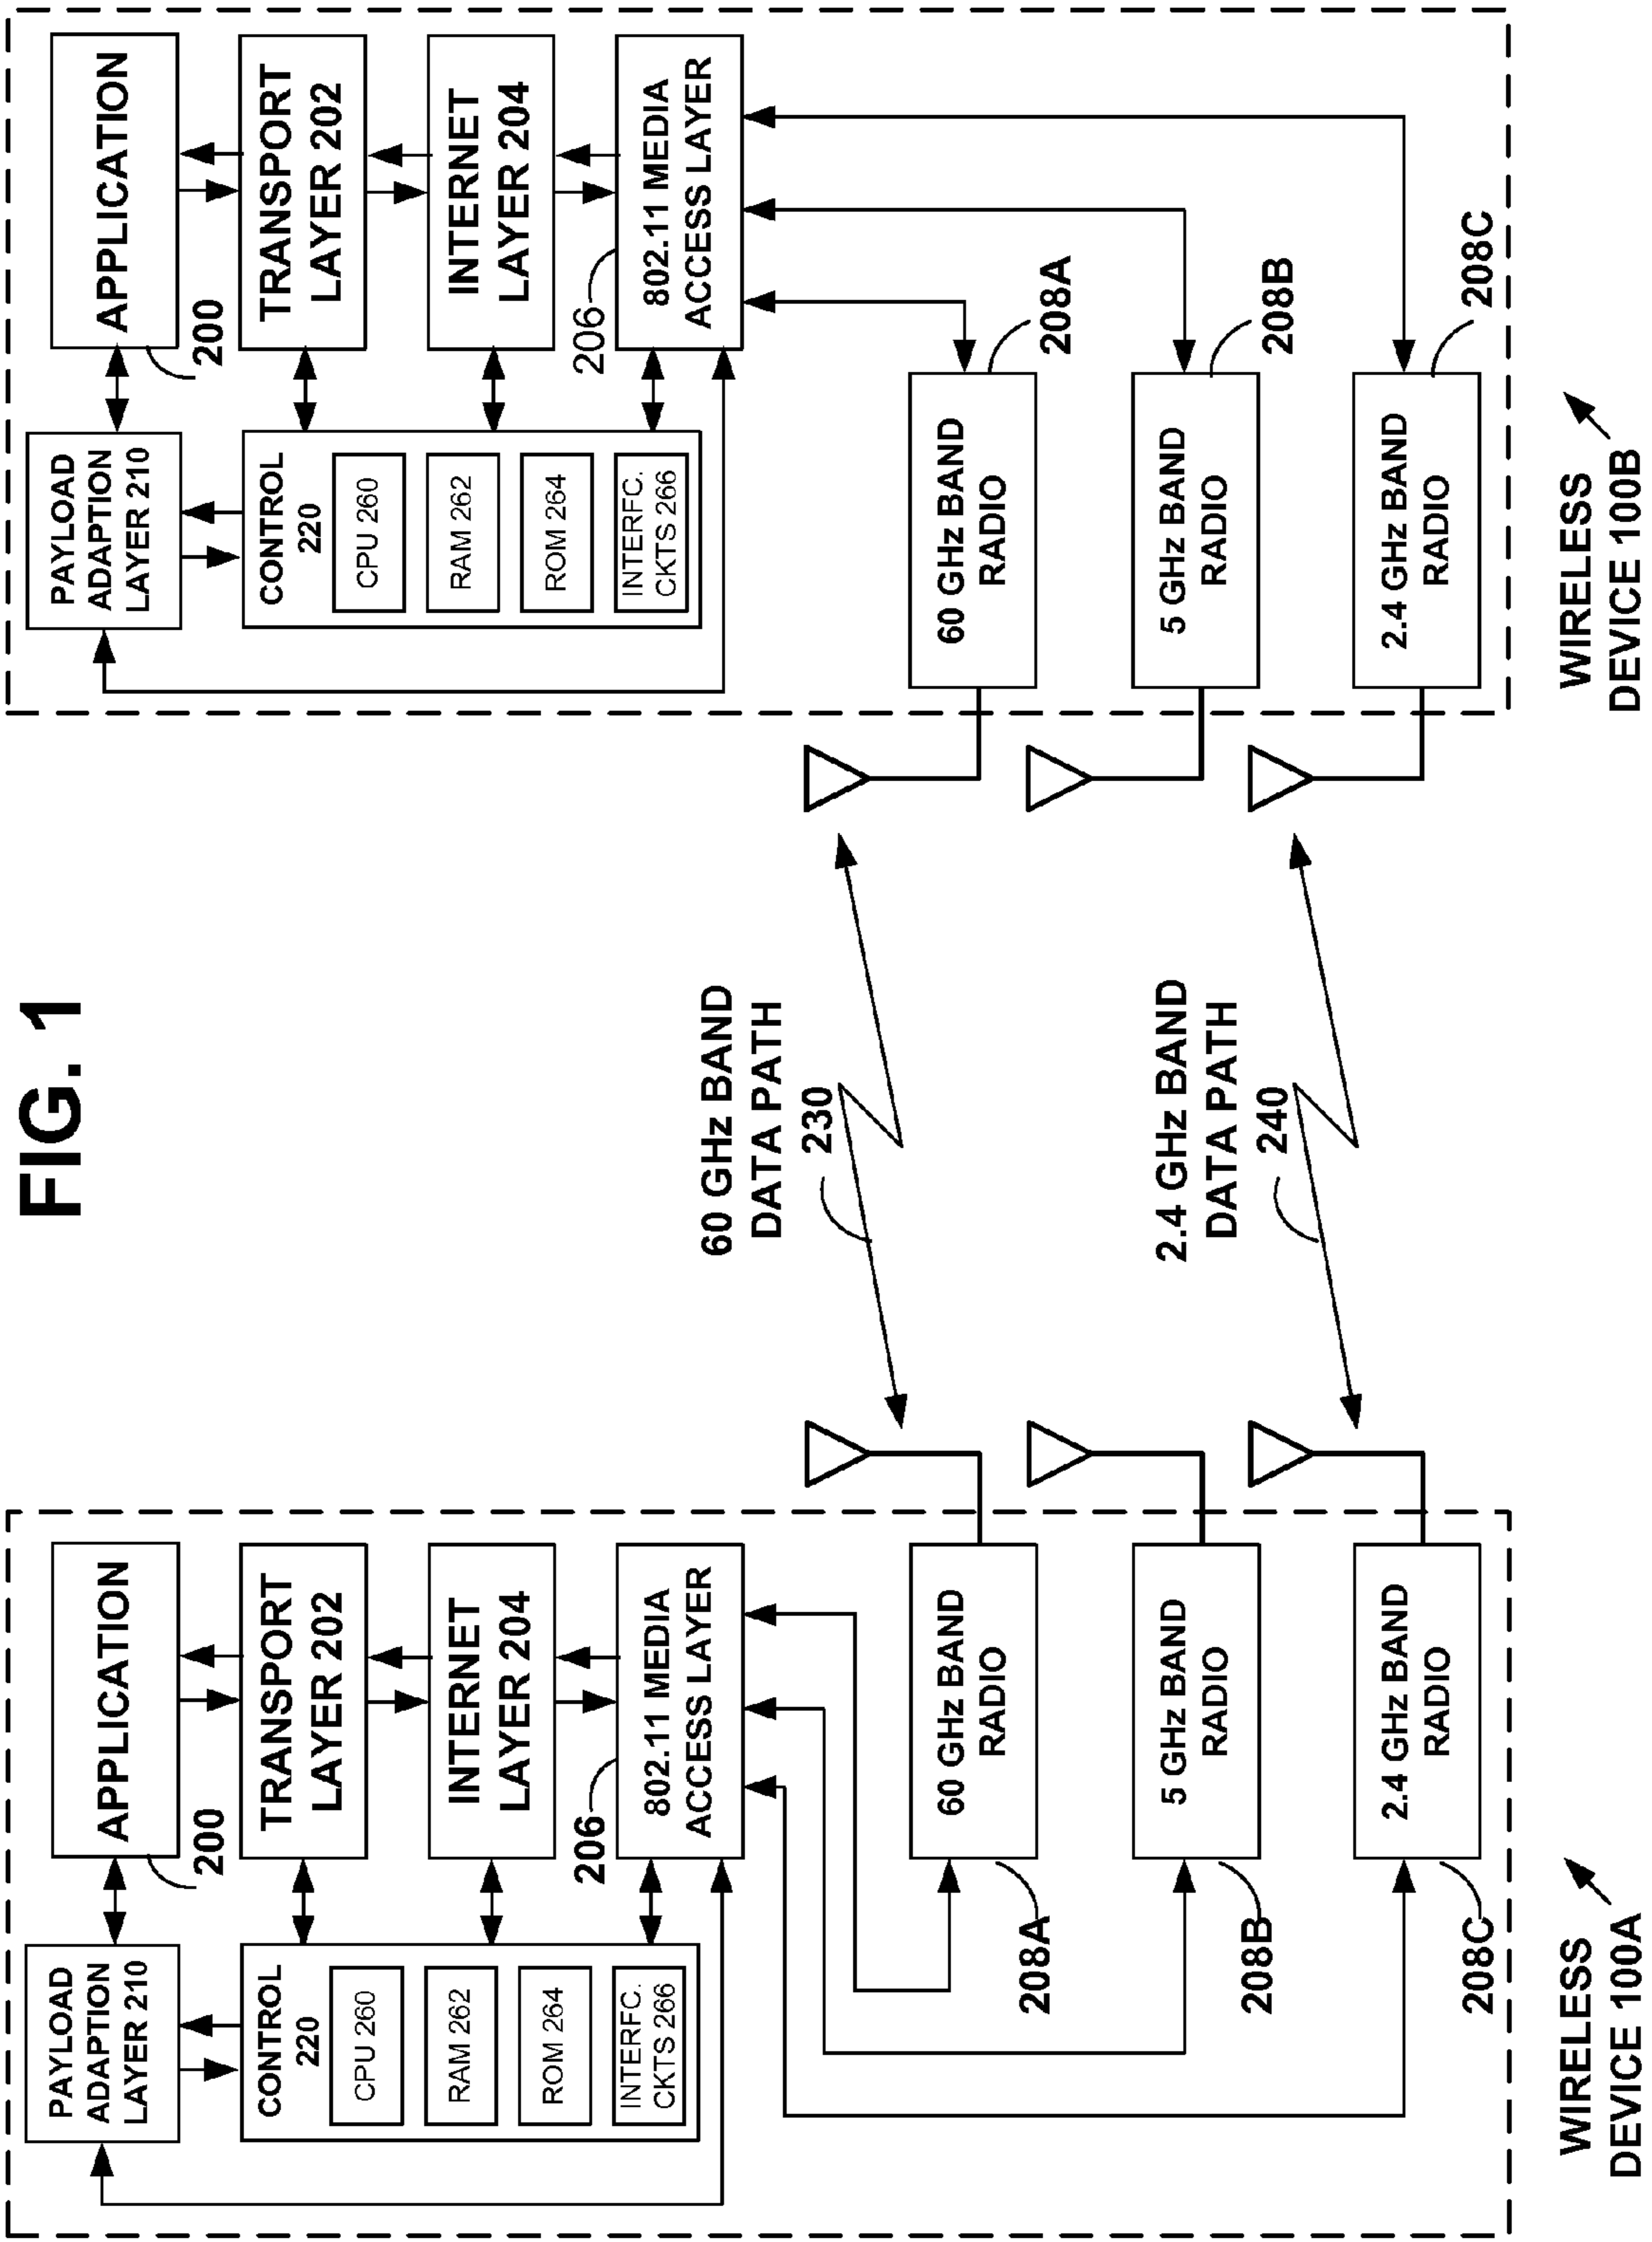 FIG. 1
PAYLOAD
ADAPTION
LAYER 210
APPLICATION
200
CONTROL
220
CPU 260
RAM 262
ROM 264
INTERFC.
CKTS 266
TRANSPORT
LAYER 202
INTERNET
LAYER 204
206
802.11 MEDIA
ACCESS LAYER
208A
60 GHz BAND
RADIO
208B
5 GHz BAND
RADIO
208C
2.4 GHz BAND
RADIO
WIRELESS
DEVICE 100A
60 GHz BAND
DATA PATH
230
2.4 GHz BAND
DATA PATH
240
PAYLOAD
ADAPTION
LAYER 210
APPLICATION
200
CONTROL
220
CPU 260
RAM 262
ROM 264
INTERFC.
CKTS 266
TRANSPORT
LAYER 202
INTERNET
LAYER 204
206
802.11 MEDIA
ACCESS LAYER
60 GHz BAND
RADIO
208A
5 GHz BAND
RADIO
208B
2.4 GHz BAND
RADIO
208C
WIRELESS
DEVICE 100B